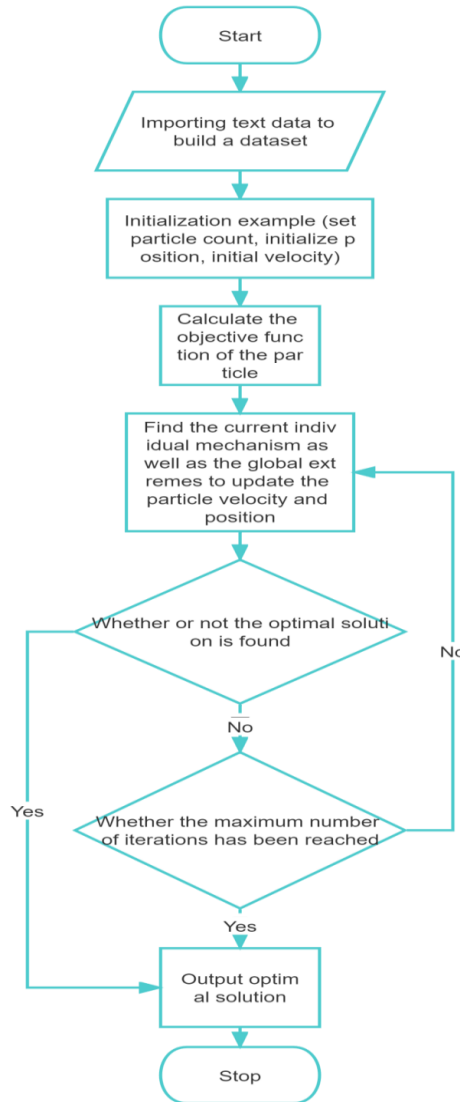 Start
Importing text data to
build a dataset
Initialization example (set
particle count, initialize p
osition, initial velocity)
Calculate the
objective func
tion of the par
ticle
Find the current indiv
idual mechanism as
well as the global ext
remes to update the
particle velocity and
position
Whether or not the optimal soluti
on is found
No
No
Yes
Whether the maximum number
of iterations has been reached
Yes
Output optim
al solution
Stop